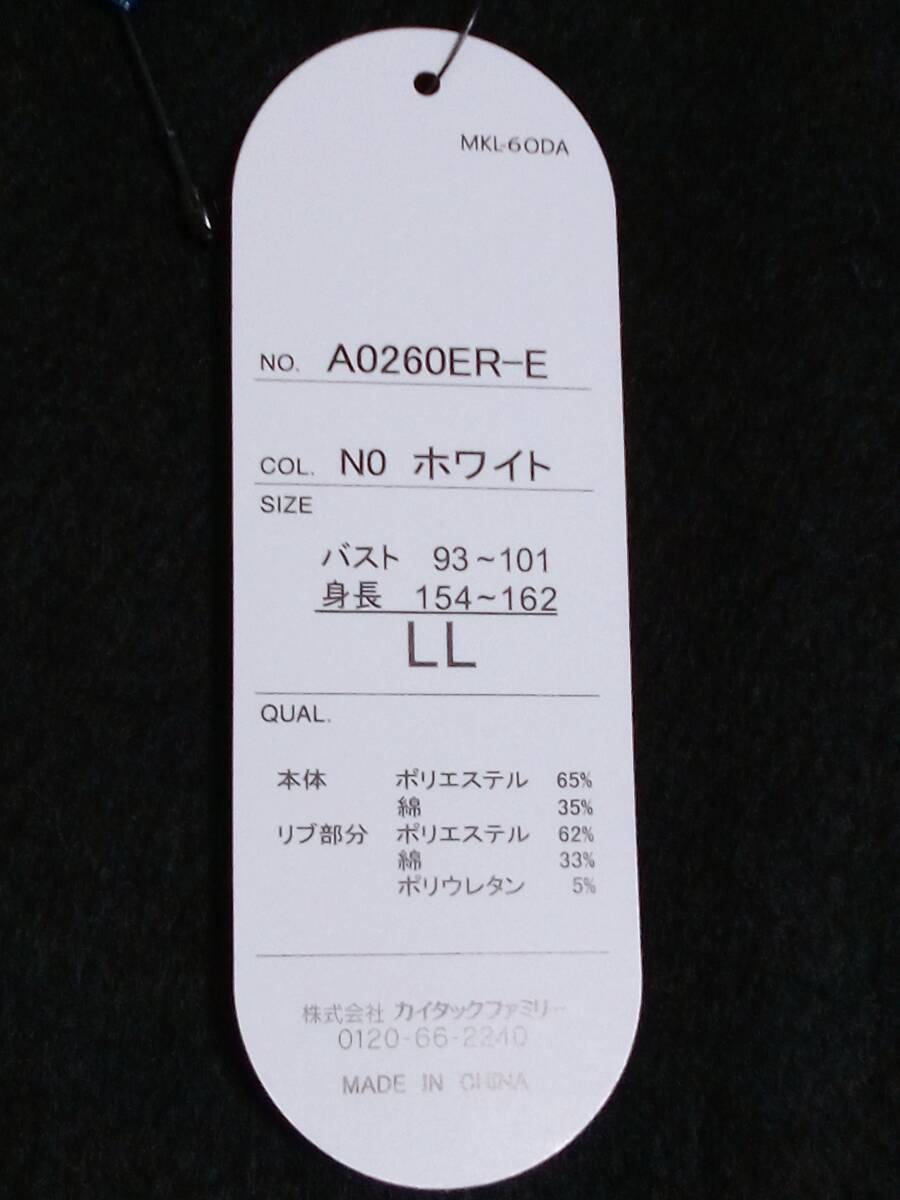 MKL-60DA
NO. A0260ER-E
COL. N0 ホワイト
SIZE
バスト 93~101
身長 154~162
LL
QUAL.
本体 ポリエステル 65%
綿 35%
リブ部分 ポリエステル 62%
綿 33%
ポリウレタン 5%
株式会社 カイタックファミリー
0120-66-2240
MADE IN CHINA